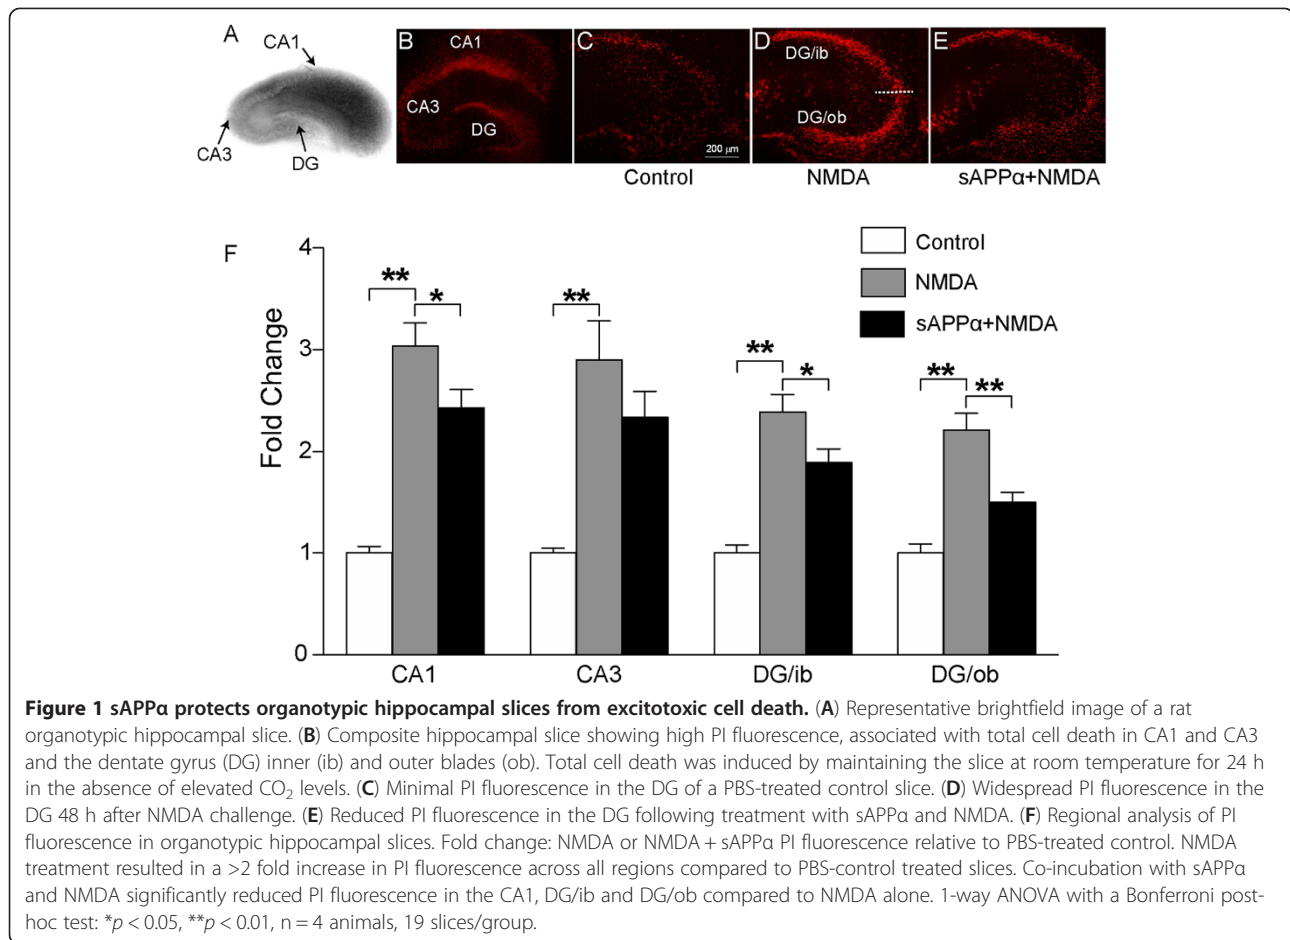 A
CA1
CA3
DG
B
CA1
CA3
DG
C
200 μm
Control
D
DG/ib
DG/ob
NMDA
E
sAPPα+NMDA
F
Control
NMDA
sAPPα+NMDA
Fold Change
4
3
2
1
0
** * ** ** * ** **
CA1 CA3 DG/ib DG/ob
Figure 1 sAPPα protects organotypic hippocampal slices from excitotoxic cell death. (A) Representative brightfield image of a rat
organotypic hippocampal slice. (B) Composite hippocampal slice showing high PI fluorescence, associated with total cell death in CA1 and CA3
and the dentate gyrus (DG) inner (ib) and outer blades (ob). Total cell death was induced by maintaining the slice at room temperature for 24 h
in the absence of elevated CO₂ levels. (C) Minimal PI fluorescence in the DG of a PBS-treated control slice. (D) Widespread PI fluorescence in the
DG 48 h after NMDA challenge. (E) Reduced PI fluorescence in the DG following treatment with sAPPα and NMDA. (F) Regional analysis of PI
fluorescence in organotypic hippocampal slices. Fold change: NMDA or NMDA + sAPPα PI fluorescence relative to PBS-treated control. NMDA
treatment resulted in a >2 fold increase in PI fluorescence across all regions compared to PBS-control treated slices. Co-incubation with sAPPα
and NMDA significantly reduced PI fluorescence in the CA1, DG/ib and DG/ob compared to NMDA alone. 1-way ANOVA with a Bonferroni post-
hoc test: *p < 0.05, **p < 0.01, n = 4 animals, 19 slices/group.